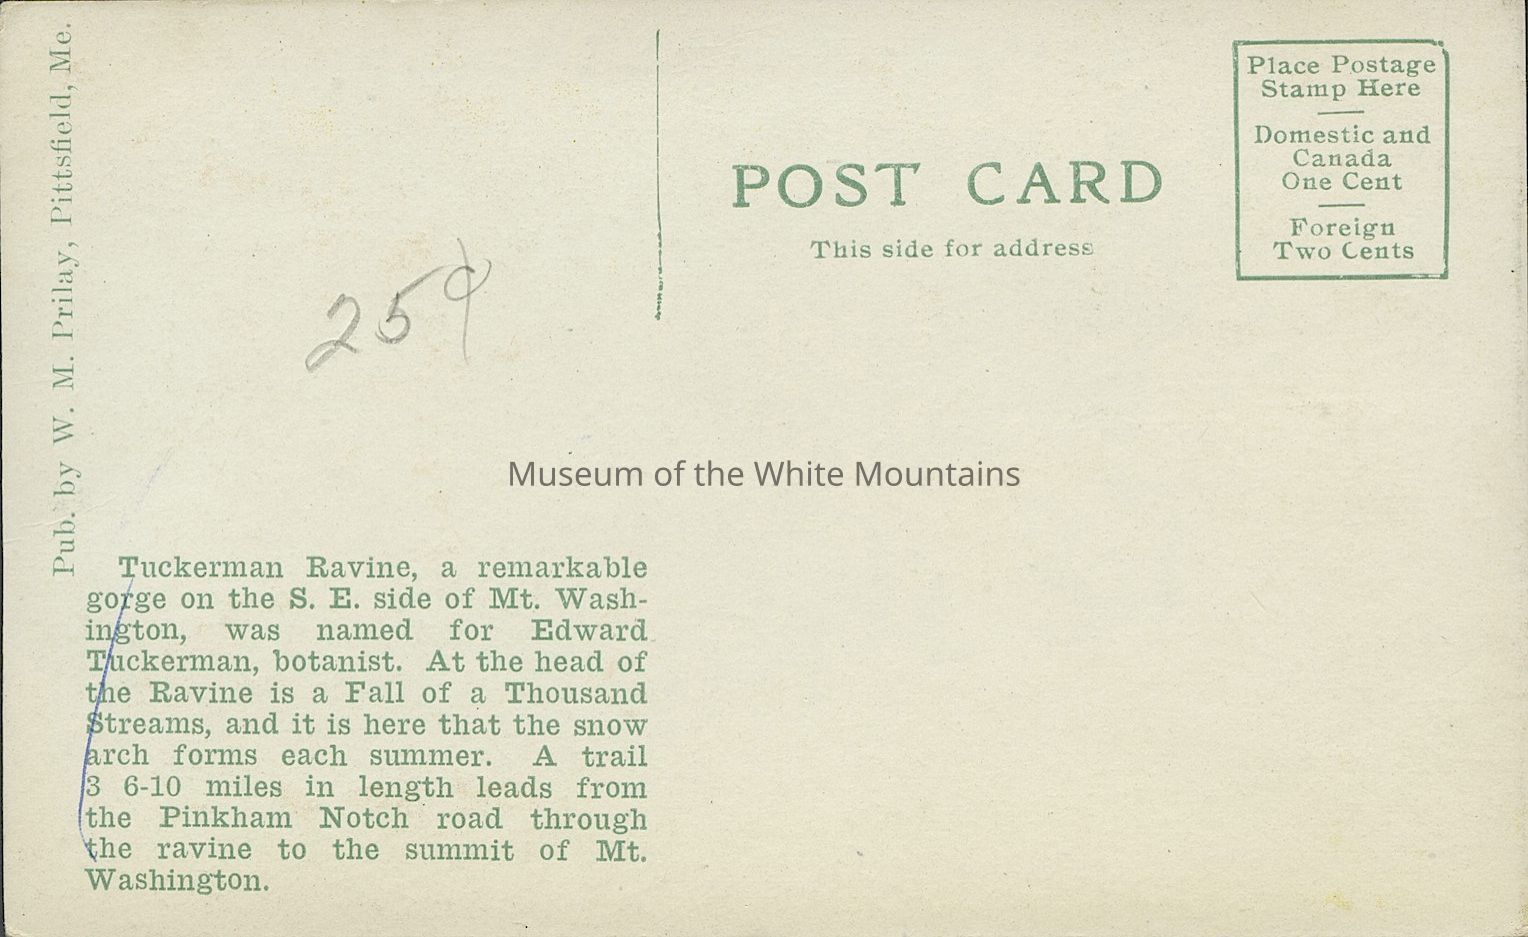 Pub. by W. M. Prilay, Pittsfield, Me.
POST CARD
This side for address
Place Postage
Stamp Here
Domestic and
Canada
One Cent
Foreign
Two Cents
25¢
Museum of the White Mountains
Tuckerman Ravine, a remarkable
gorge on the S. E. side of Mt. Wash-
ington, was named for Edward
Tuckerman, botanist. At the head of
the Ravine is a Fall of a Thousand
Streams, and it is here that the snow
arch forms each summer. A trail
3 6-10 miles in length leads from
the Pinkham Notch road through
the ravine to the summit of Mt.
Washington.